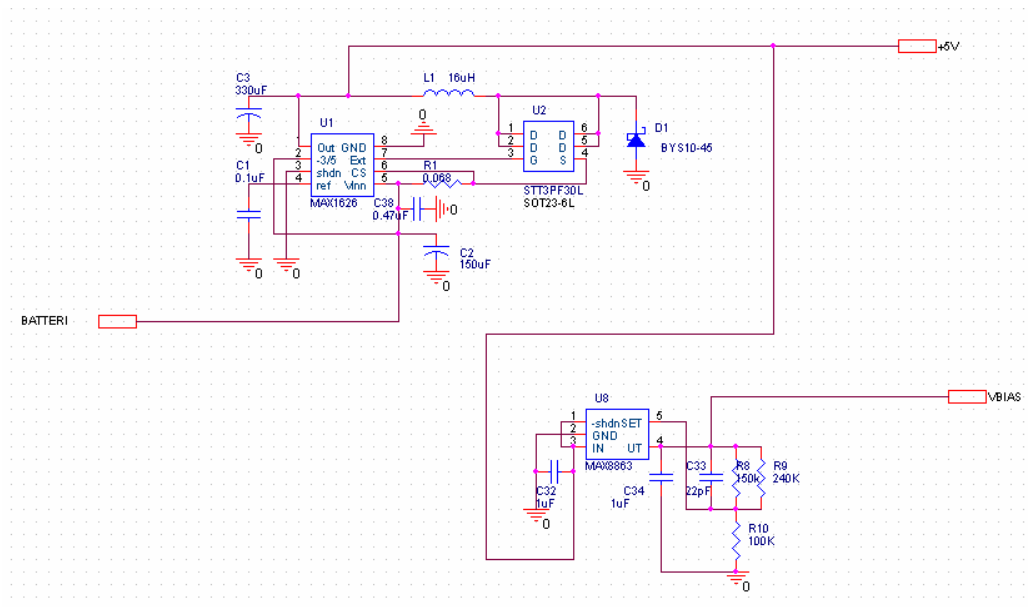 +5V
C3
330uF
L1 16uH
0
U1
U2
D1
BYS10-45
0
1
2
3
4
Out GND
-3/5 Ext
shdn CS
ref VInn
8
7
6
5
MAX1626
0
C1
0.1uF
R1
0.068
1
2
3
D D
D D
G S
6
5
4
STT3PF30L
SOT23-6L
0
C38
0.47uF
0
C2
150uF
0
0
0
BATTERI
VBIAS
U8
1
2
3
-shdn SET
GND
IN UT
5
4
MAX8863
C32
1uF
0
C34
1uF
C33
22pF
R8
150k
R9
240K
R10
100K
0